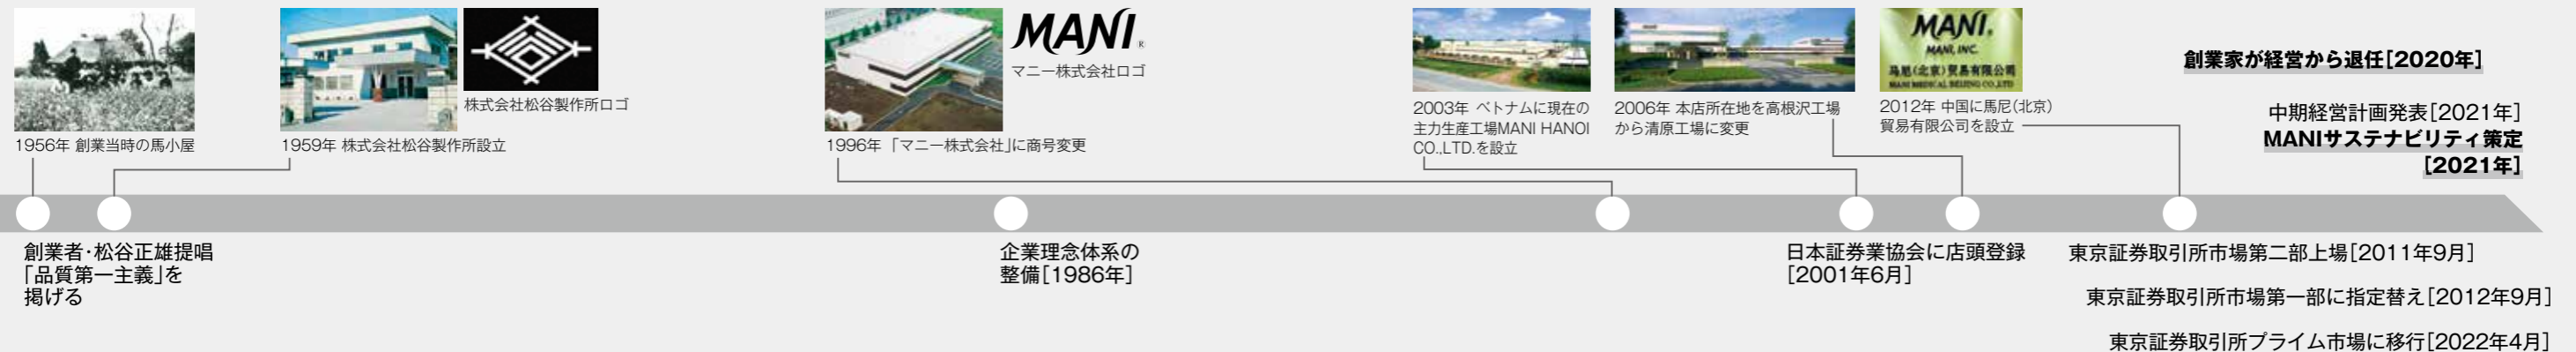 1956年 創業当時の馬小屋
株式会社松谷製作所ロゴ
1959年 株式会社松谷製作所設立
MANI®
マニー株式会社ロゴ
1996年「マニー株式会社」に商号変更
2003年 ベトナムに現在の
主力生産工場MANI HANOI
CO.,LTD.を設立
2006年 本店所在地を高根沢工場
から清原工場に変更
MANI®
MANI, INC.
马尼(北京)贸易有限公司
MANI MEDICAL BEIJING CO.,LTD
2012年 中国に馬尼(北京)
貿易有限公司を設立
創業家が経営から退任[2020年]
中期経営計画発表[2021年]
MANIサステナビリティ策定
[2021年]
創業者・松谷正雄提唱
「品質第一主義」を
掲げる
企業理念体系の
整備[1986年]
日本証券業協会に店頭登録
[2001年6月]
東京証券取引所市場第二部上場[2011年9月]
東京証券取引所市場第一部に指定替え[2012年9月]
東京証券取引所プライム市場に移行[2022年4月]